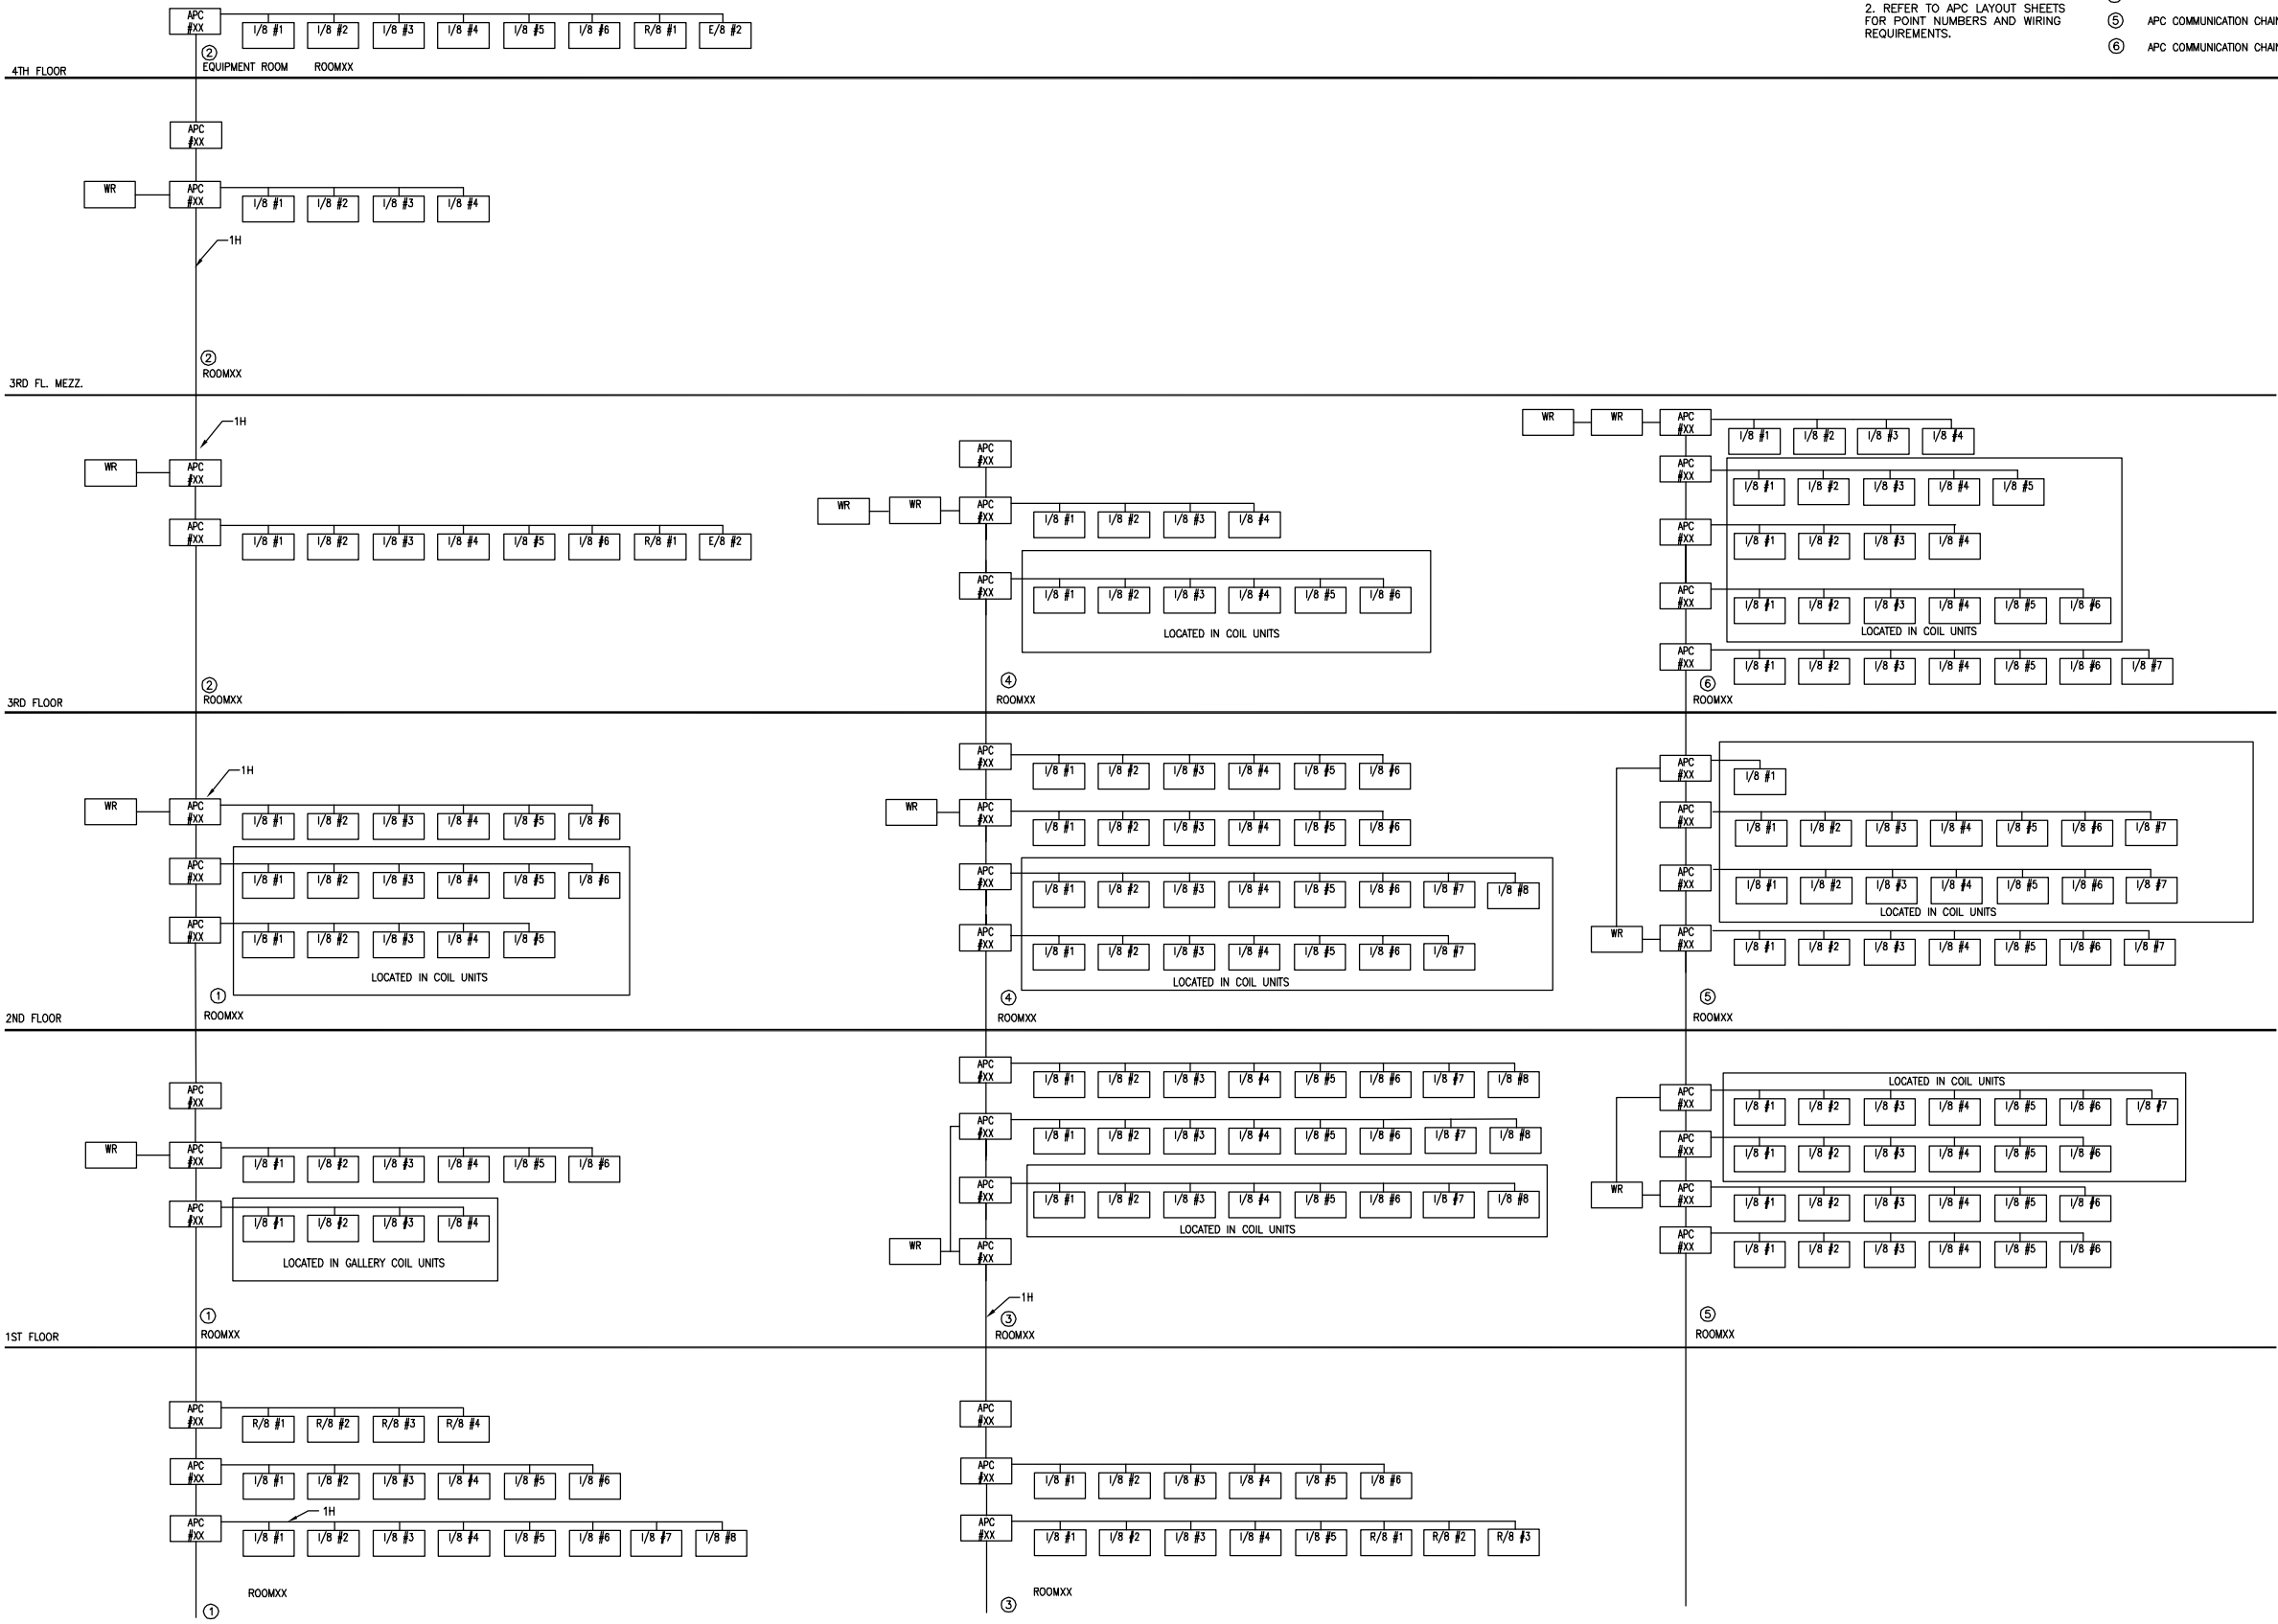 2. REFER TO APC LAYOUT SHEETS
FOR POINT NUMBERS AND WIRING
REQUIREMENTS.
5 APC COMMUNICATION CHAI
6 APC COMMUNICATION CHAI
APC
#XX
I/8 #1 I/8 #2 I/8 #3 I/8 #4 I/8 #5 I/8 #6 R/8 #1 E/8 #2
2
EQUIPMENT ROOM ROOMXX
4TH FLOOR
APC
#XX
WR
APC
#XX
I/8 #1 I/8 #2 I/8 #3 I/8 #4
1H
2
ROOMXX
3RD FL. MEZZ.
1H
WR
APC
#XX
APC
#XX
I/8 #1 I/8 #2 I/8 #3 I/8 #4 I/8 #5 I/8 #6 R/8 #1 E/8 #2
2
ROOMXX
APC
#XX
WR WR
APC
#XX
I/8 #1 I/8 #2 I/8 #3 I/8 #4
APC
#XX
I/8 #1 I/8 #2 I/8 #3 I/8 #4 I/8 #5 I/8 #6
LOCATED IN COIL UNITS
4
ROOMXX
WR WR
APC
#XX
I/8 #1 I/8 #2 I/8 #3 I/8 #4
APC
#XX
I/8 #1 I/8 #2 I/8 #3 I/8 #4 I/8 #5
APC
#XX
I/8 #1 I/8 #2 I/8 #3 I/8 #4
APC
#XX
I/8 #1 I/8 #2 I/8 #3 I/8 #4 I/8 #5 I/8 #6
LOCATED IN COIL UNITS
APC
#XX
I/8 #1 I/8 #2 I/8 #3 I/8 #4 I/8 #5 I/8 #6 I/8 #7
6
ROOMXX
3RD FLOOR
1H
WR
APC
#XX
I/8 #1 I/8 #2 I/8 #3 I/8 #4 I/8 #5 I/8 #6
APC
#XX
I/8 #1 I/8 #2 I/8 #3 I/8 #4 I/8 #5 I/8 #6
APC
#XX
I/8 #1 I/8 #2 I/8 #3 I/8 #4 I/8 #5
LOCATED IN COIL UNITS
1
ROOMXX
APC
#XX
I/8 #1 I/8 #2 I/8 #3 I/8 #4 I/8 #5 I/8 #6
WR
APC
#XX
I/8 #1 I/8 #2 I/8 #3 I/8 #4 I/8 #5 I/8 #6
APC
#XX
I/8 #1 I/8 #2 I/8 #3 I/8 #4 I/8 #5 I/8 #6 I/8 #7 I/8 #8
APC
#XX
I/8 #1 I/8 #2 I/8 #3 I/8 #4 I/8 #5 I/8 #6 I/8 #7
LOCATED IN COIL UNITS
4
ROOMXX
APC
#XX
I/8 #1
APC
#XX
I/8 #1 I/8 #2 I/8 #3 I/8 #4 I/8 #5 I/8 #6 I/8 #7
APC
#XX
I/8 #1 I/8 #2 I/8 #3 I/8 #4 I/8 #5 I/8 #6 I/8 #7
LOCATED IN COIL UNITS
WR
APC
#XX
I/8 #1 I/8 #2 I/8 #3 I/8 #4 I/8 #5 I/8 #6 I/8 #7
5
ROOMXX
2ND FLOOR
APC
#XX
WR
APC
#XX
I/8 #1 I/8 #2 I/8 #3 I/8 #4 I/8 #5 I/8 #6
APC
#XX
I/8 #1 I/8 #2 I/8 #3 I/8 #4
LOCATED IN GALLERY COIL UNITS
1
ROOMXX
APC
#XX
I/8 #1 I/8 #2 I/8 #3 I/8 #4 I/8 #5 I/8 #6 I/8 #7 I/8 #8
APC
#XX
I/8 #1 I/8 #2 I/8 #3 I/8 #4 I/8 #5 I/8 #6 I/8 #7 I/8 #8
APC
#XX
I/8 #1 I/8 #2 I/8 #3 I/8 #4 I/8 #5 I/8 #6 I/8 #7 I/8 #8
LOCATED IN COIL UNITS
WR
APC
#XX
1H
3
ROOMXX
LOCATED IN COIL UNITS
APC
#XX
I/8 #1 I/8 #2 I/8 #3 I/8 #4 I/8 #5 I/8 #6 I/8 #7
APC
#XX
I/8 #1 I/8 #2 I/8 #3 I/8 #4 I/8 #5 I/8 #6
WR
APC
#XX
I/8 #1 I/8 #2 I/8 #3 I/8 #4 I/8 #5 I/8 #6
APC
#XX
I/8 #1 I/8 #2 I/8 #3 I/8 #4 I/8 #5 I/8 #6
5
ROOMXX
1ST FLOOR
APC
#XX
R/8 #1 R/8 #2 R/8 #3 R/8 #4
APC
#XX
I/8 #1 I/8 #2 I/8 #3 I/8 #4 I/8 #5 I/8 #6
1H
APC
#XX
I/8 #1 I/8 #2 I/8 #3 I/8 #4 I/8 #5 I/8 #6 I/8 #7 I/8 #8
ROOMXX
1
APC
#XX
APC
#XX
I/8 #1 I/8 #2 I/8 #3 I/8 #4 I/8 #5 I/8 #6
APC
#XX
I/8 #1 I/8 #2 I/8 #3 I/8 #4 I/8 #5 R/8 #1 R/8 #2 R/8 #3
ROOMXX
3